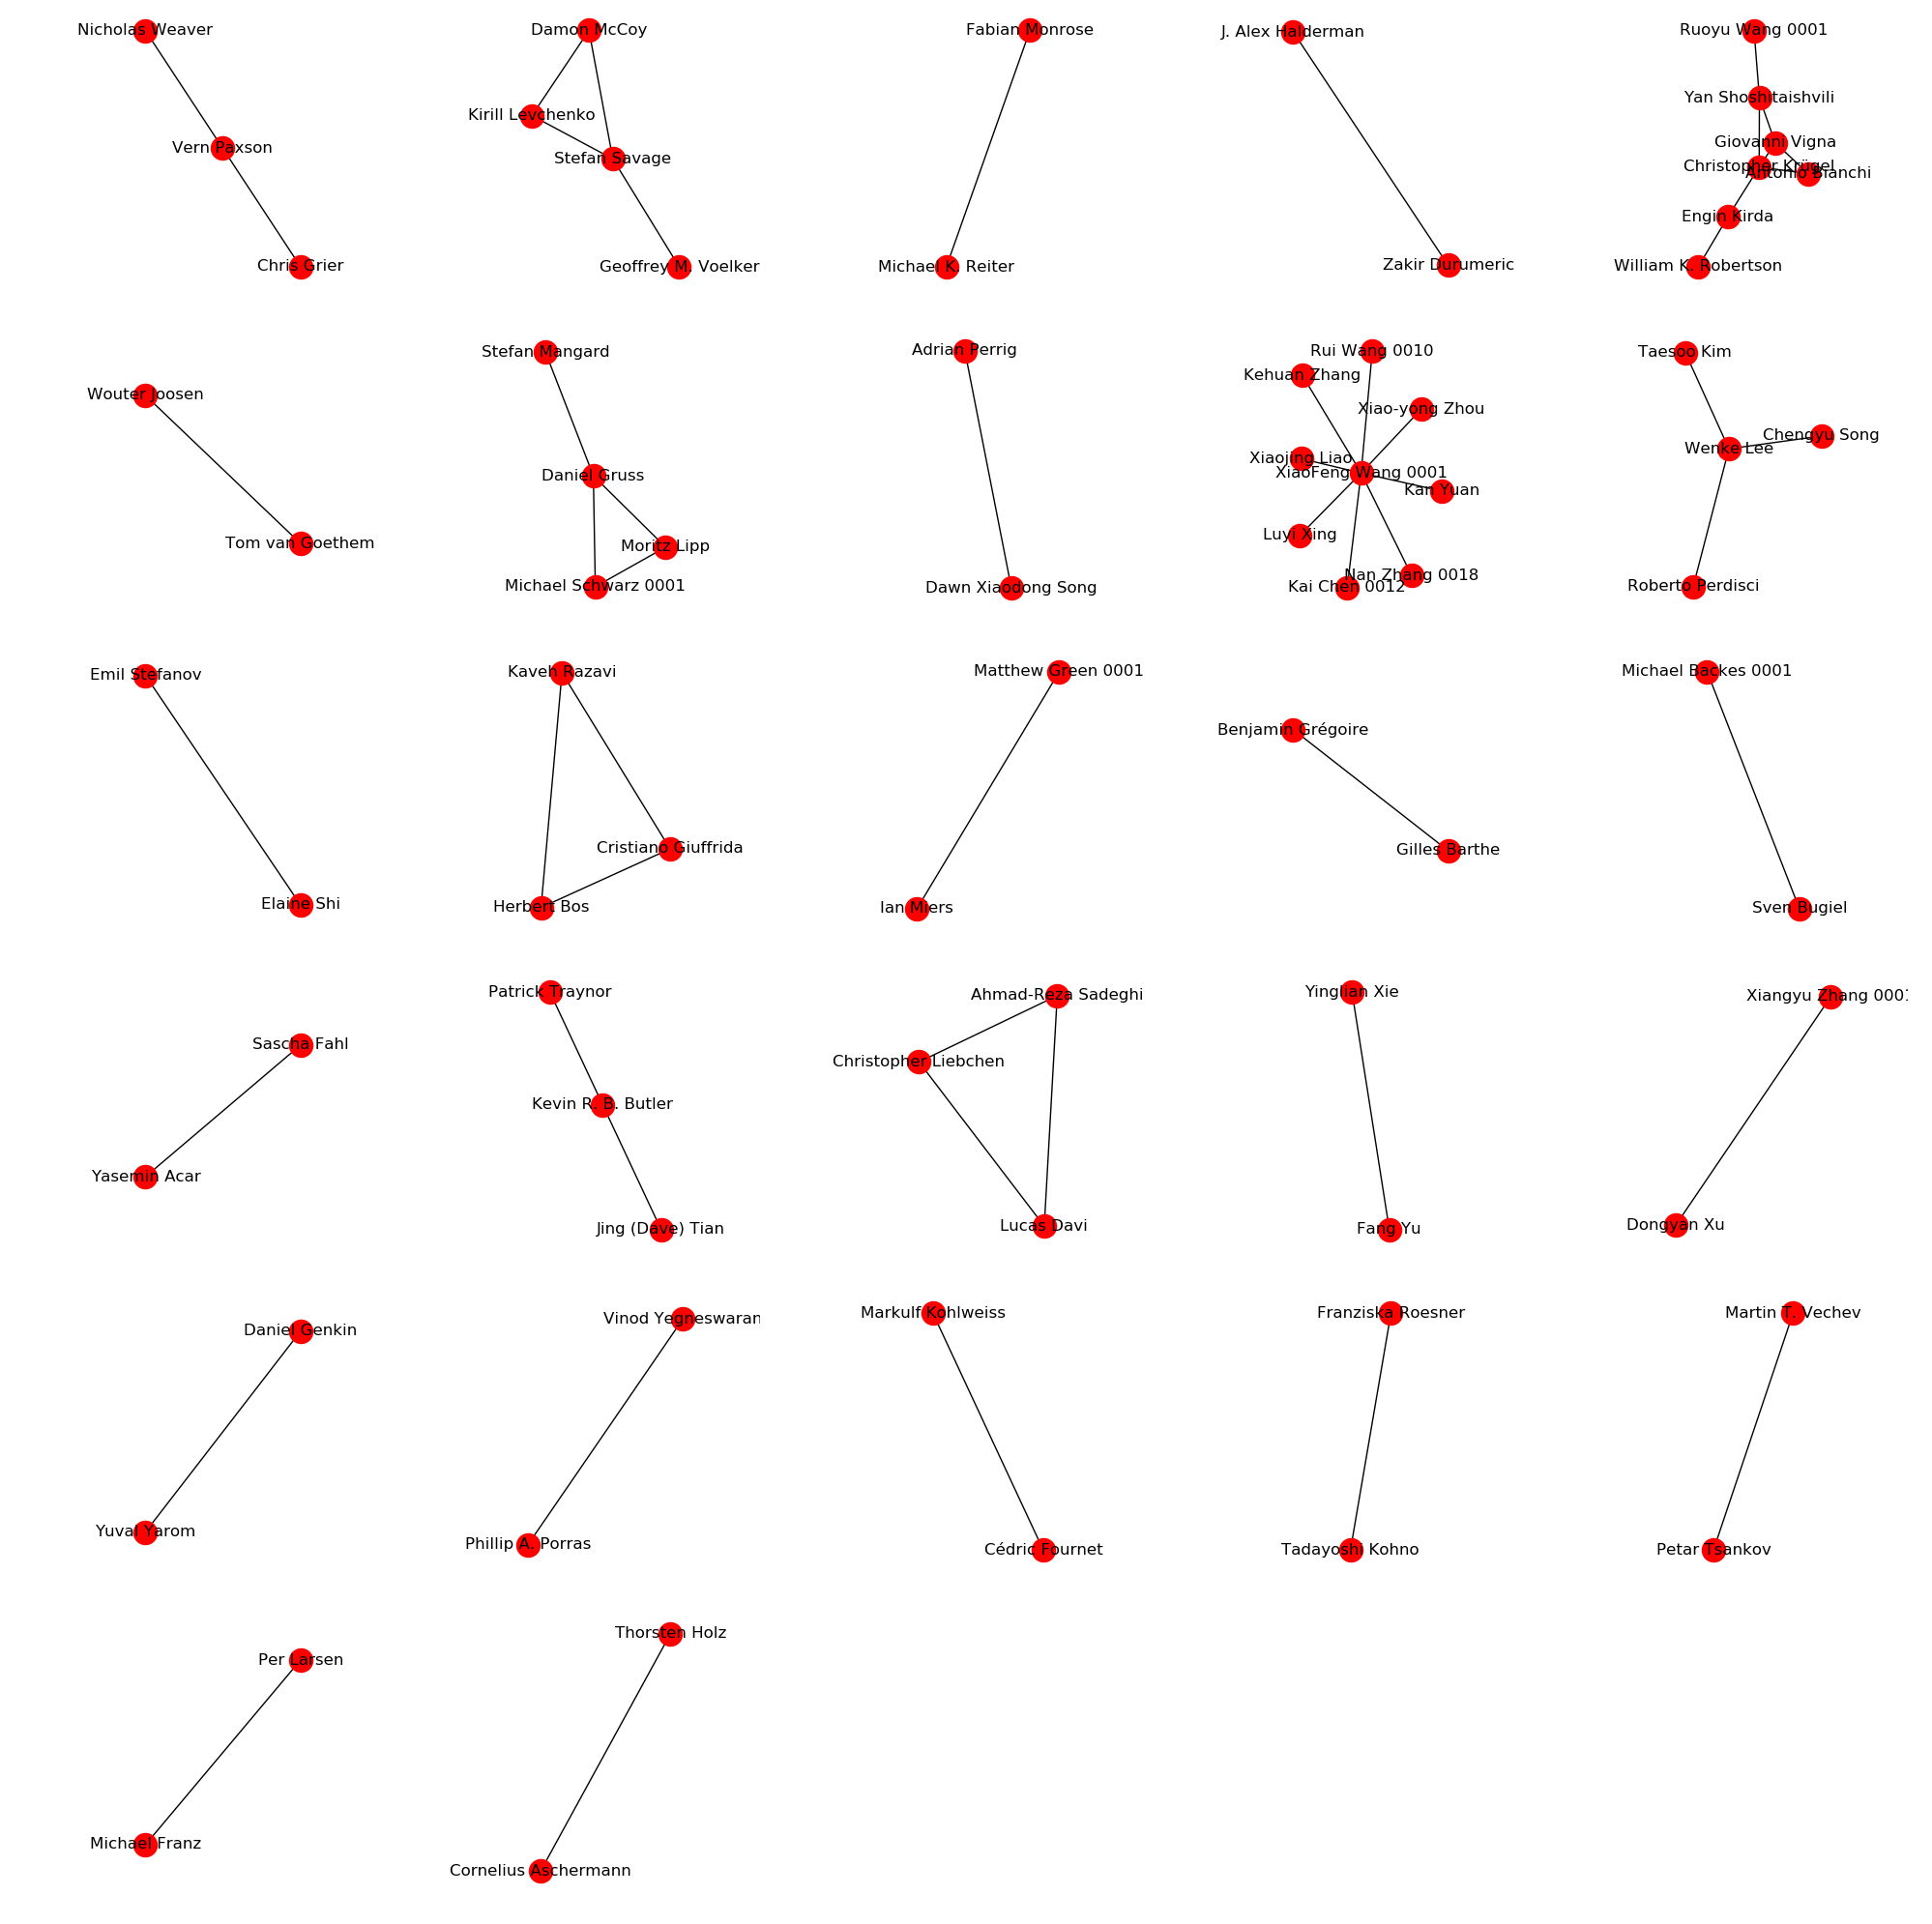 Nicholas Weaver
Vern Paxson
Chris Grier
Damon McCoy
Kirill Levchenko
Stefan Savage
Geoffrey M. Voelker
Fabian Monrose
Michael K. Reiter
J. Alex Halderman
Zakir Durumeric
Ruoyu Wang 0001
Yan Shoshitaishvili
Giovanni Vigna
Christopher Krügel
Antonio Bianchi
Engin Kirda
William K. Robertson
Wouter Joosen
Tom van Goethem
Stefan Mangard
Daniel Gruss
Moritz Lipp
Michael Schwarz 0001
Adrian Perrig
Dawn Xiaodong Song
Rui Wang 0010
Kehuan Zhang
Xiao-yong Zhou
Xiaojing Liao
XiaoFeng Wang 0001
Kan Yuan
Luyi Xing
Nan Zhang 0018
Kai Chen 0012
Taesoo Kim
Chengyu Song
Wenke Lee
Roberto Perdisci
Emil Stefanov
Elaine Shi
Kaveh Razavi
Cristiano Giuffrida
Herbert Bos
Matthew Green 0001
Ian Miers
Benjamin Grégoire
Gilles Barthe
Michael Backes 0001
Sven Bugiel
Sascha Fahl
Yasemin Acar
Patrick Traynor
Kevin R. B. Butler
Jing (Dave) Tian
Ahmad-Reza Sadeghi
Christopher Liebchen
Lucas Davi
Yinglian Xie
Fang Yu
Xiangyu Zhang 0001
Dongyan Xu
Daniel Genkin
Yuval Yarom
Vinod Yegneswaran
Phillip A. Porras
Markulf Kohlweiss
Cédric Fournet
Franziska Roesner
Tadayoshi Kohno
Martin T. Vechev
Petar Tsankov
Per Larsen
Michael Franz
Thorsten Holz
Cornelius Aschermann